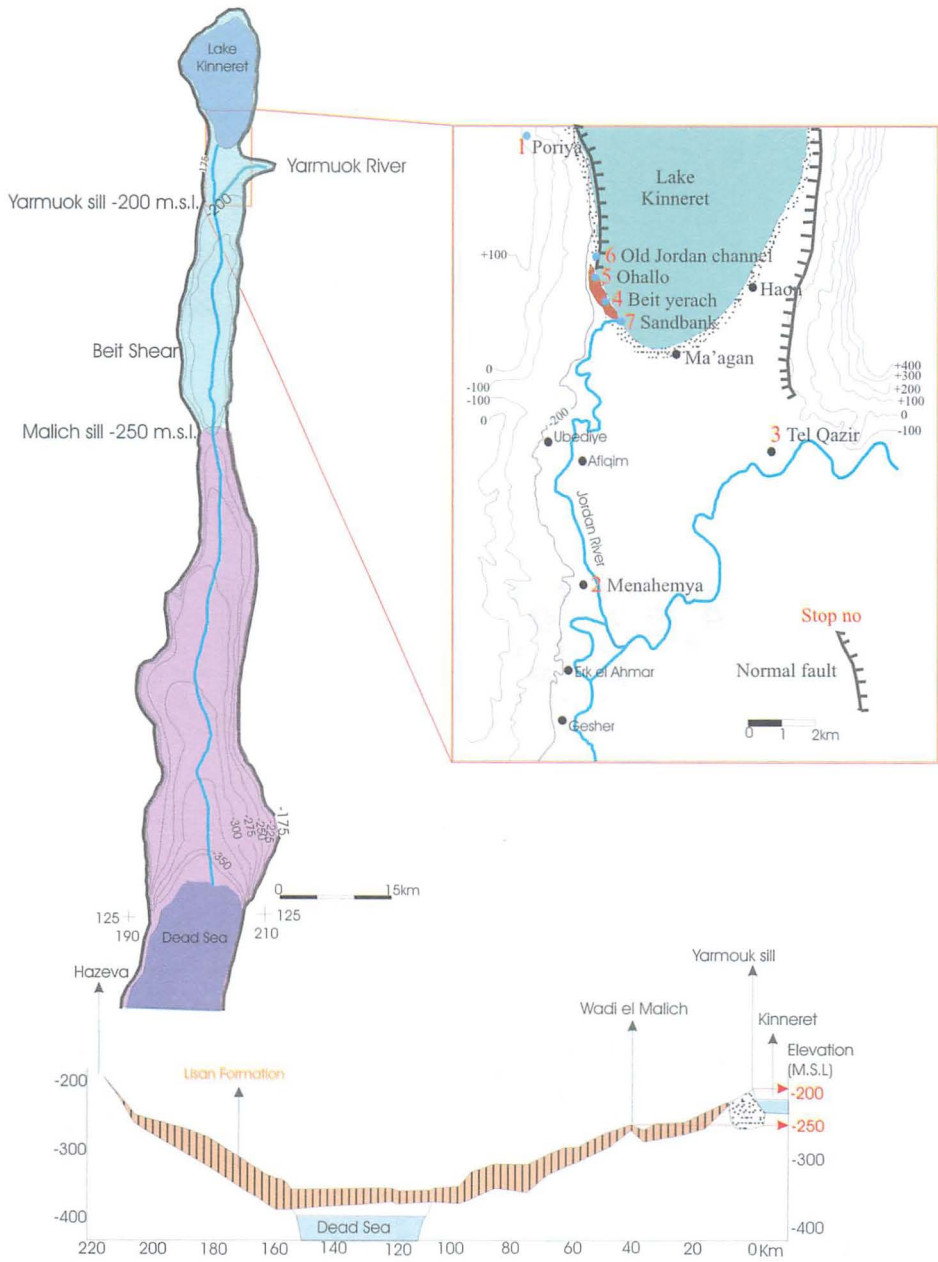 Lake
Kinneret
175
Yarmuok River
Yarmuok sill -200 m.s.l.
-200
Beit Shean
Malich sill -250 m.s.l.
-175
-225
-250
-275
-300
-350
0
15km
125
190
125
210
Dead Sea
1 Poriya
Lake
Kinneret
+100
6 Old Jordan channel
5 Ohallo
4 Beit yerach
7 Sandbank
Haon
Ma'agan
0
-100
-100
0
-200
+400
+300
+200
+100
0
-100
Ubediye
Afiqim
3 Tel Qazir
Jordan River
2 Menahemya
Stop no
Normal fault
Erk el Ahmar
Gesher
0 1 2km
Hazeva
Yarmouk sill
Wadi el Malich
Kinneret
Elevation
(M.S.L)
Lisan Formation
-200
-200
-250
-300
-300
-400
-400
Dead Sea
220 200 180 160 140 120 100 80 60 40 20 0 Km